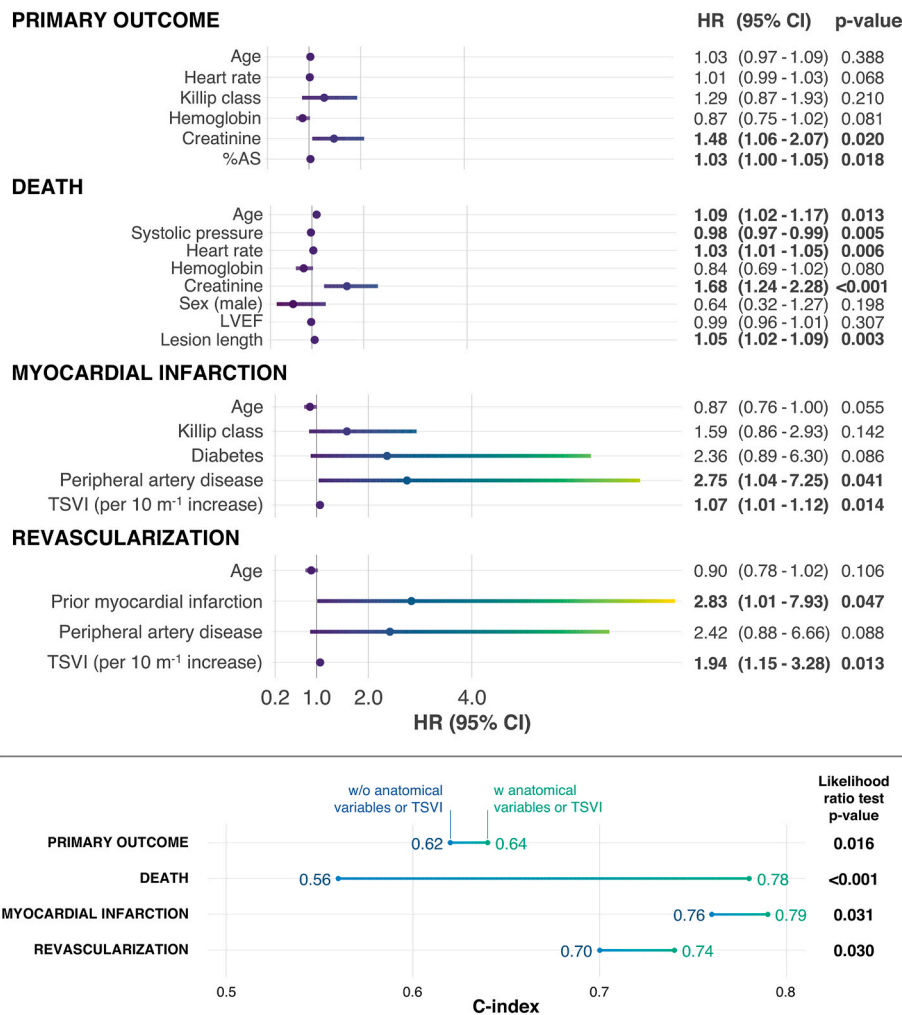 PRIMARY OUTCOME HR (95% CI) p-value
Age 1.03 (0.97 - 1.09) 0.388
Heart rate 1.01 (0.99 - 1.03) 0.068
Killip class 1.29 (0.87 - 1.93) 0.210
Hemoglobin 0.87 (0.75 - 1.02) 0.081
Creatinine 1.48 (1.06 - 2.07) 0.020
%AS 1.03 (1.00 - 1.05) 0.018
DEATH
Age 1.09 (1.02 - 1.17) 0.013
Systolic pressure 0.98 (0.97 - 0.99) 0.005
Heart rate 1.03 (1.01 - 1.05) 0.006
Hemoglobin 0.84 (0.69 - 1.02) 0.080
Creatinine 1.68 (1.24 - 2.28) <0.001
Sex (male) 0.64 (0.32 - 1.27) 0.198
LVEF 0.99 (0.96 - 1.01) 0.307
Lesion length 1.05 (1.02 - 1.09) 0.003
MYOCARDIAL INFARCTION
Age 0.87 (0.76 - 1.00) 0.055
Killip class 1.59 (0.86 - 2.93) 0.142
Diabetes 2.36 (0.89 - 6.30) 0.086
Peripheral artery disease 2.75 (1.04 - 7.25) 0.041
TSVI (per 10 m⁻¹ increase) 1.07 (1.01 - 1.12) 0.014
REVASCULARIZATION
Age 0.90 (0.78 - 1.02) 0.106
Prior myocardial infarction 2.83 (1.01 - 7.93) 0.047
Peripheral artery disease 2.42 (0.88 - 6.66) 0.088
TSVI (per 10 m⁻¹ increase) 1.94 (1.15 - 3.28) 0.013
0.2 1.0 2.0 4.0
HR (95% CI)
w/o anatomical
variables or TSVI
w anatomical
variables or TSVI
Likelihood
ratio test
p-value
PRIMARY OUTCOME 0.62 0.64 0.016
DEATH 0.56 0.78 <0.001
MYOCARDIAL INFARCTION 0.76 0.79 0.031
REVASCULARIZATION 0.70 0.74 0.030
0.5 0.6 0.7 0.8
C-index